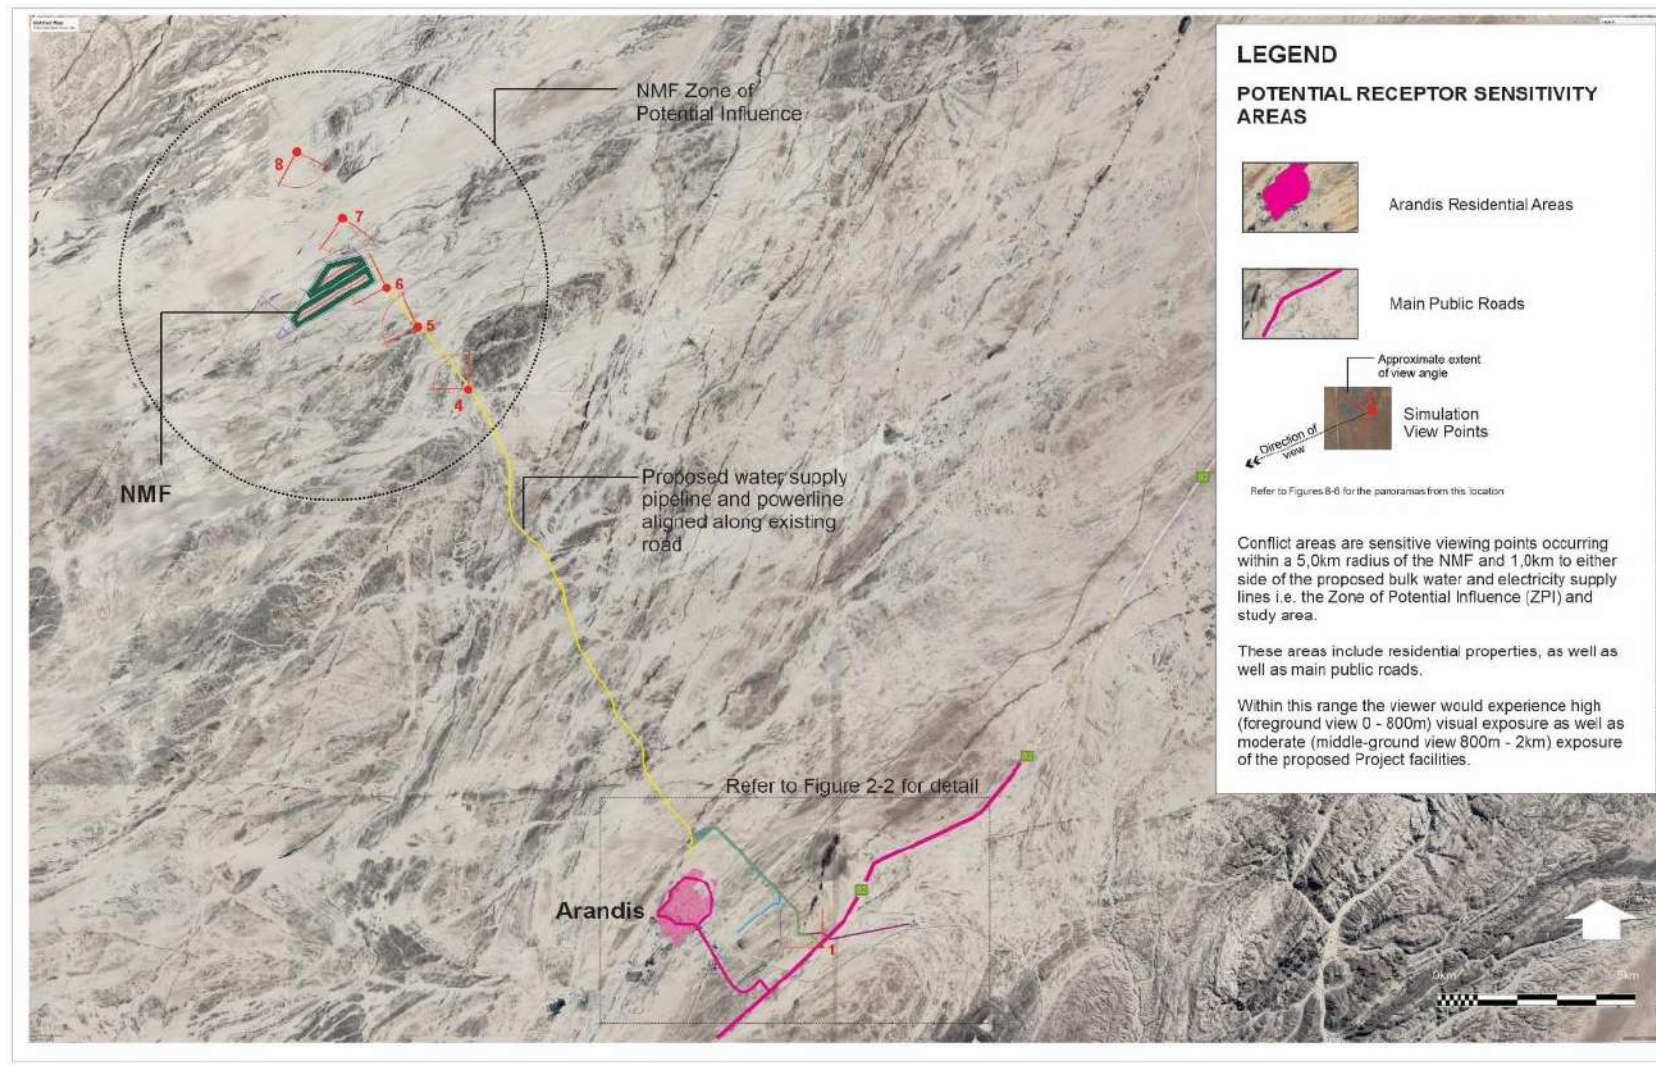 Untitled Map
NMF Zone of
Potential Influence
8
7
6
5
4
NMF
Proposed water supply
pipeline and powerline
aligned along existing
road
Refer to Figure 2-2 for detail
Arandis
1
LEGEND
POTENTIAL RECEPTOR SENSITIVITY
AREAS
Arandis Residential Areas
Main Public Roads
Approximate extent
of view angle
Simulation
View Points
Direction of
view
Refer to Figures 8-6 for the panoramas from this location
Conflict areas are sensitive viewing points occurring
within a 5,0km radius of the NMF and 1,0km to either
side of the proposed bulk water and electricity supply
lines i.e. the Zone of Potential Influence (ZPI) and
study area.
These areas include residential properties, as well as
well as main public roads.
Within this range the viewer would experience high
(foreground view 0 - 800m) visual exposure as well as
moderate (middle-ground view 800m - 2km) exposure
of the proposed Project facilities.
0km
5km